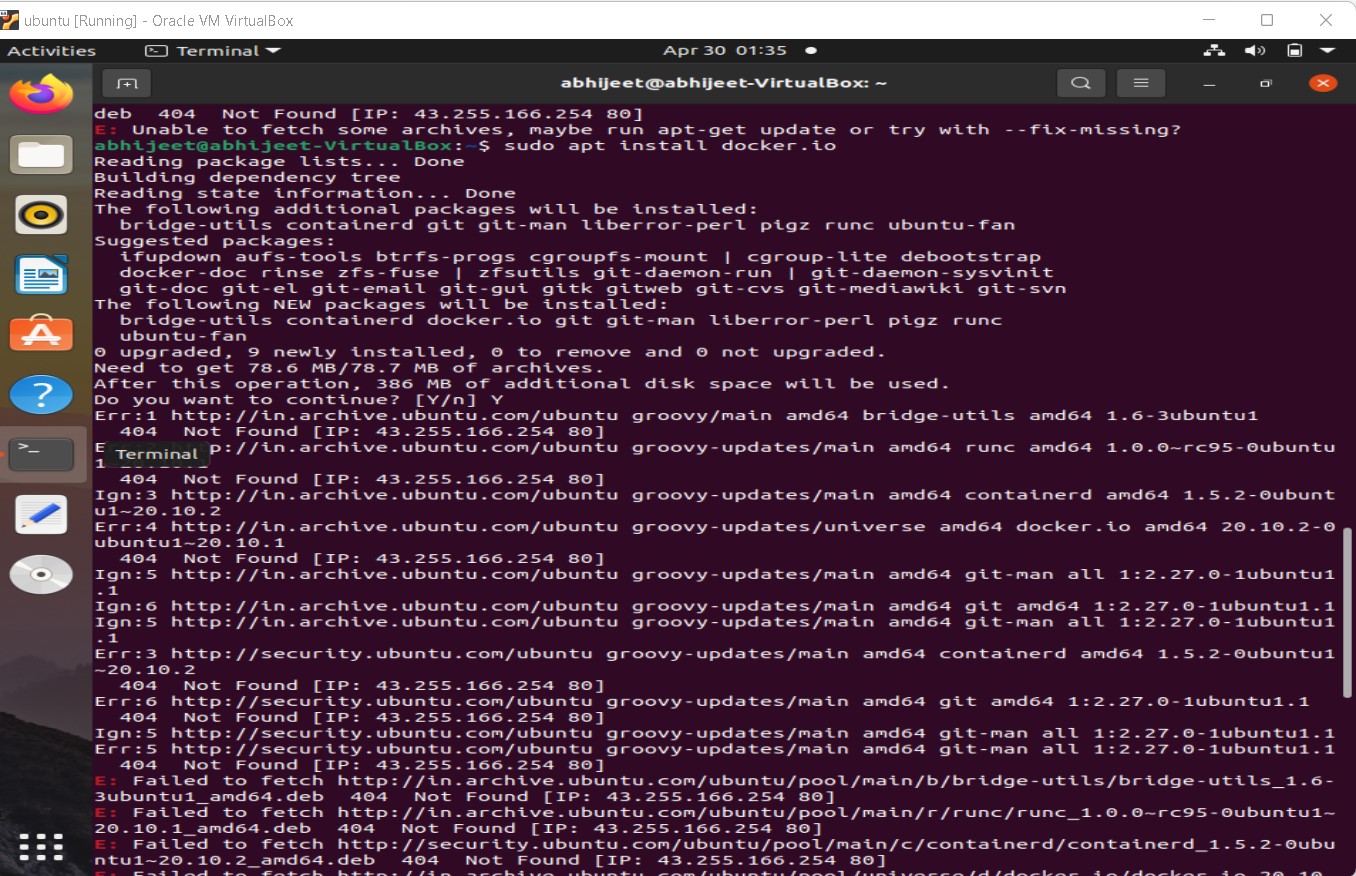 ubuntu [Running] - Oracle VM VirtualBox
Activities Terminal Apr 30 01:35
abhijeet@abhijeet-VirtualBox: ~
deb  404  Not Found [IP: 43.255.166.254 80]
E: Unable to fetch some archives, maybe run apt-get update or try with --fix-missing?
abhijeet@abhijeet-VirtualBox:~$ sudo apt install docker.io
Reading package lists... Done
Building dependency tree
Reading state information... Done
The following additional packages will be installed:
  bridge-utils containerd git git-man liberror-perl pigz runc ubuntu-fan
Suggested packages:
  ifupdown aufs-tools btrfs-progs cgroupfs-mount | cgroup-lite debootstrap
  docker-doc rinse zfs-fuse | zfsutils git-daemon-run | git-daemon-sysvinit
  git-doc git-el git-email git-gui gitk gitweb git-cvs git-mediawiki git-svn
The following NEW packages will be installed:
  bridge-utils containerd docker.io git git-man liberror-perl pigz runc
  ubuntu-fan
0 upgraded, 9 newly installed, 0 to remove and 0 not upgraded.
Need to get 78.6 MB/78.7 MB of archives.
After this operation, 386 MB of additional disk space will be used.
Do you want to continue? [Y/n] Y
Err:1 http://in.archive.ubuntu.com/ubuntu groovy/main amd64 bridge-utils amd64 1.6-3ubuntu1
  404  Not Found [IP: 43.255.166.254 80]
p://in.archive.ubuntu.com/ubuntu groovy-updates/main amd64 runc amd64 1.0.0~rc95-0ubuntu
Terminal
  404  Not Found [IP: 43.255.166.254 80]
Ign:3 http://in.archive.ubuntu.com/ubuntu groovy-updates/main amd64 containerd amd64 1.5.2-0ubunt
u1~20.10.2
Err:4 http://in.archive.ubuntu.com/ubuntu groovy-updates/universe amd64 docker.io amd64 20.10.2-0
ubuntu1~20.10.1
  404  Not Found [IP: 43.255.166.254 80]
Ign:5 http://in.archive.ubuntu.com/ubuntu groovy-updates/main amd64 git-man all 1:2.27.0-1ubuntu1
.1
Ign:6 http://in.archive.ubuntu.com/ubuntu groovy-updates/main amd64 git amd64 1:2.27.0-1ubuntu1.1
Ign:5 http://in.archive.ubuntu.com/ubuntu groovy-updates/main amd64 git-man all 1:2.27.0-1ubuntu1
.1
Err:3 http://security.ubuntu.com/ubuntu groovy-updates/main amd64 containerd amd64 1.5.2-0ubuntu1
~20.10.2
  404  Not Found [IP: 43.255.166.254 80]
Err:6 http://security.ubuntu.com/ubuntu groovy-updates/main amd64 git amd64 1:2.27.0-1ubuntu1.1
  404  Not Found [IP: 43.255.166.254 80]
Ign:5 http://security.ubuntu.com/ubuntu groovy-updates/main amd64 git-man all 1:2.27.0-1ubuntu1.1
Err:5 http://security.ubuntu.com/ubuntu groovy-updates/main amd64 git-man all 1:2.27.0-1ubuntu1.1
  404  Not Found [IP: 43.255.166.254 80]
E: Failed to fetch http://in.archive.ubuntu.com/ubuntu/pool/main/b/bridge-utils/bridge-utils_1.6-
3ubuntu1_amd64.deb  404  Not Found [IP: 43.255.166.254 80]
E: Failed to fetch http://in.archive.ubuntu.com/ubuntu/pool/main/r/runc/runc_1.0.0~rc95-0ubuntu1~
20.10.1_amd64.deb  404  Not Found [IP: 43.255.166.254 80]
E: Failed to fetch http://security.ubuntu.com/ubuntu/pool/main/c/containerd/containerd_1.5.2-0ubu
ntu1~20.10.2_amd64.deb  404  Not Found [IP: 43.255.166.254 80]
E: Failed to fetch http://in.archive.ubuntu.com/ubuntu/pool/universe/d/docker.io/docker.io_20.10.